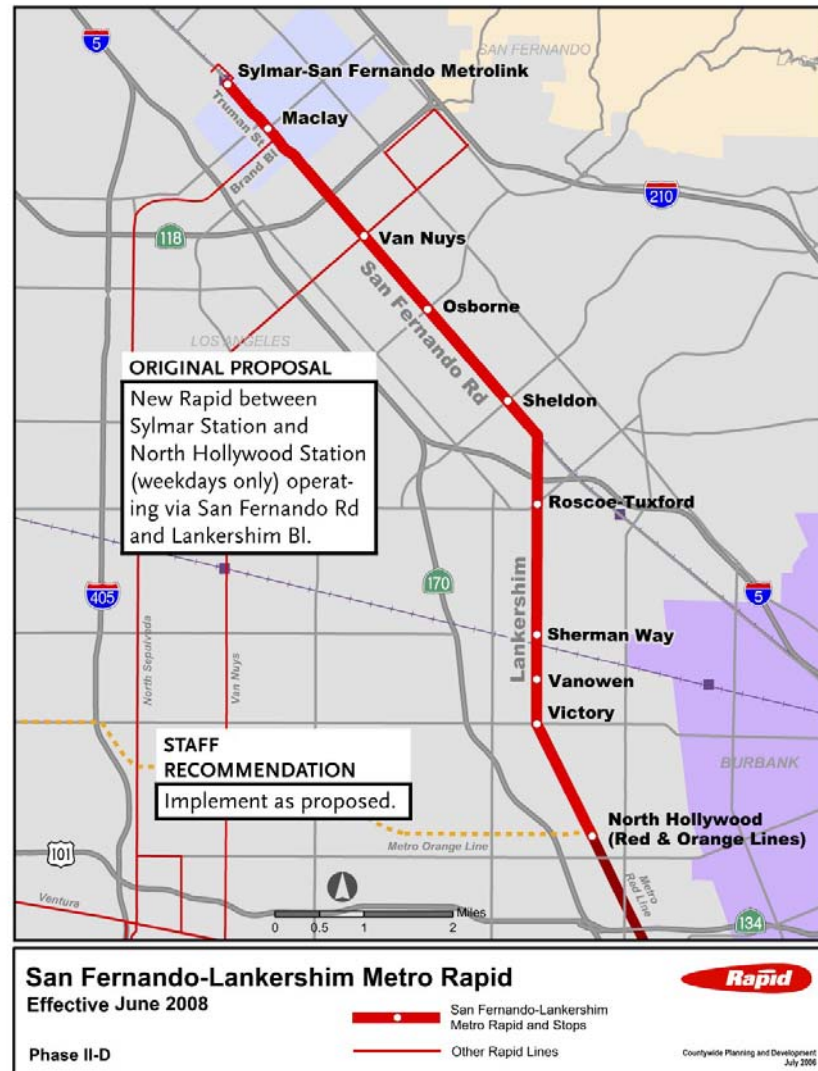 5
SAN FERNANDO
Sylmar-San Fernando Metrolink
Truman St
Maclay
Brand Bl
210
118
Van Nuys
San Fernando Rd
Osborne
LOS ANGELES
ORIGINAL PROPOSAL
New Rapid between
Sylmar Station and
North Hollywood Station
(weekdays only) operat-
ing via San Fernando Rd
and Lankershim Bl.
Sheldon
Roscoe-Tuxford
170
405
5
Lankershim
Sherman Way
North Sepulveda
Van Nuys
Vanowen
Victory
STAFF
RECOMMENDATION
Implement as proposed.
BURBANK
North Hollywood
(Red & Orange Lines)
101
Metro Orange Line
Metro
Red Line
Ventura
Miles
0 0.5 1 2
134
San Fernando-Lankershim Metro Rapid
Effective June 2008
Phase II-D
San Fernando-Lankershim
Metro Rapid and Stops
Other Rapid Lines
Rapid
Countywide Planning and Development
July 2006